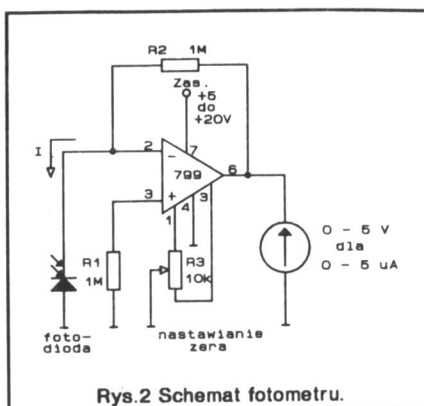 R2 1M
Zas.
+5
do
+20V
I
2
-
7
799
6
3
+
1
4
3
R1
1M
R3
10k
0 - 5 V
dla
0 - 5 uA
foto-
dioda
nastawianie
zera
Rys.2 Schemat fotometru.